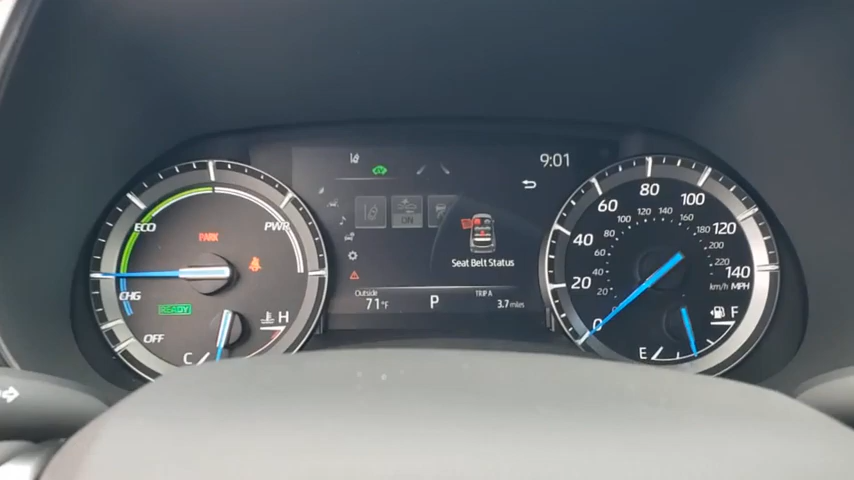 9:01
ECO
PWR
PARK
CHG
READY
OFF
C
H
ON
Seat Belt Status
Outside
71°F
P
TRIP A
3.7 miles
0
20
40
60
80
100
120
140
MPH
0
20
40
60
80
100
120
140
160
180
200
220
km/h
E
F